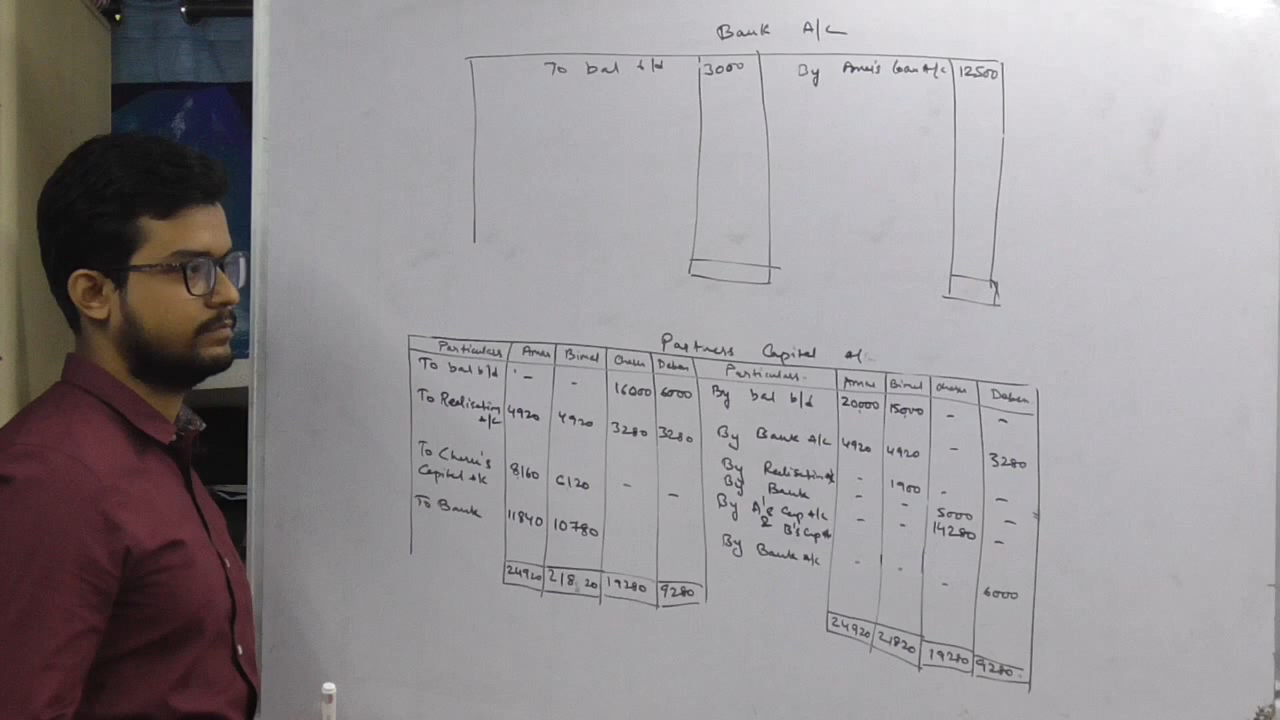 Bank A/c
To bal b/d 3000 By Amar's Loan A/c 12500
Partners Capital A/c
Particulars Amar Bimal Charu Deben Particulars. Amar Bimal Charu Deben
To bal b/d - - 16000 6000 By bal b/d 20000 15000 - -
To Realisation A/c 4920 4920 3280 3280 By Bank A/c 4920 4920 - 3280
By Realisation A/c - 1900 - -
To Charu's Capital A/c 8160 6120 - - By Bank - - 5000 -
By A's Cap A/c & B's Cap A/c - - 14280 -
To Bank 11840 10780
By Bank A/c - - - 6000
24920 21820 19280 9280
24920 21820 19280 9280